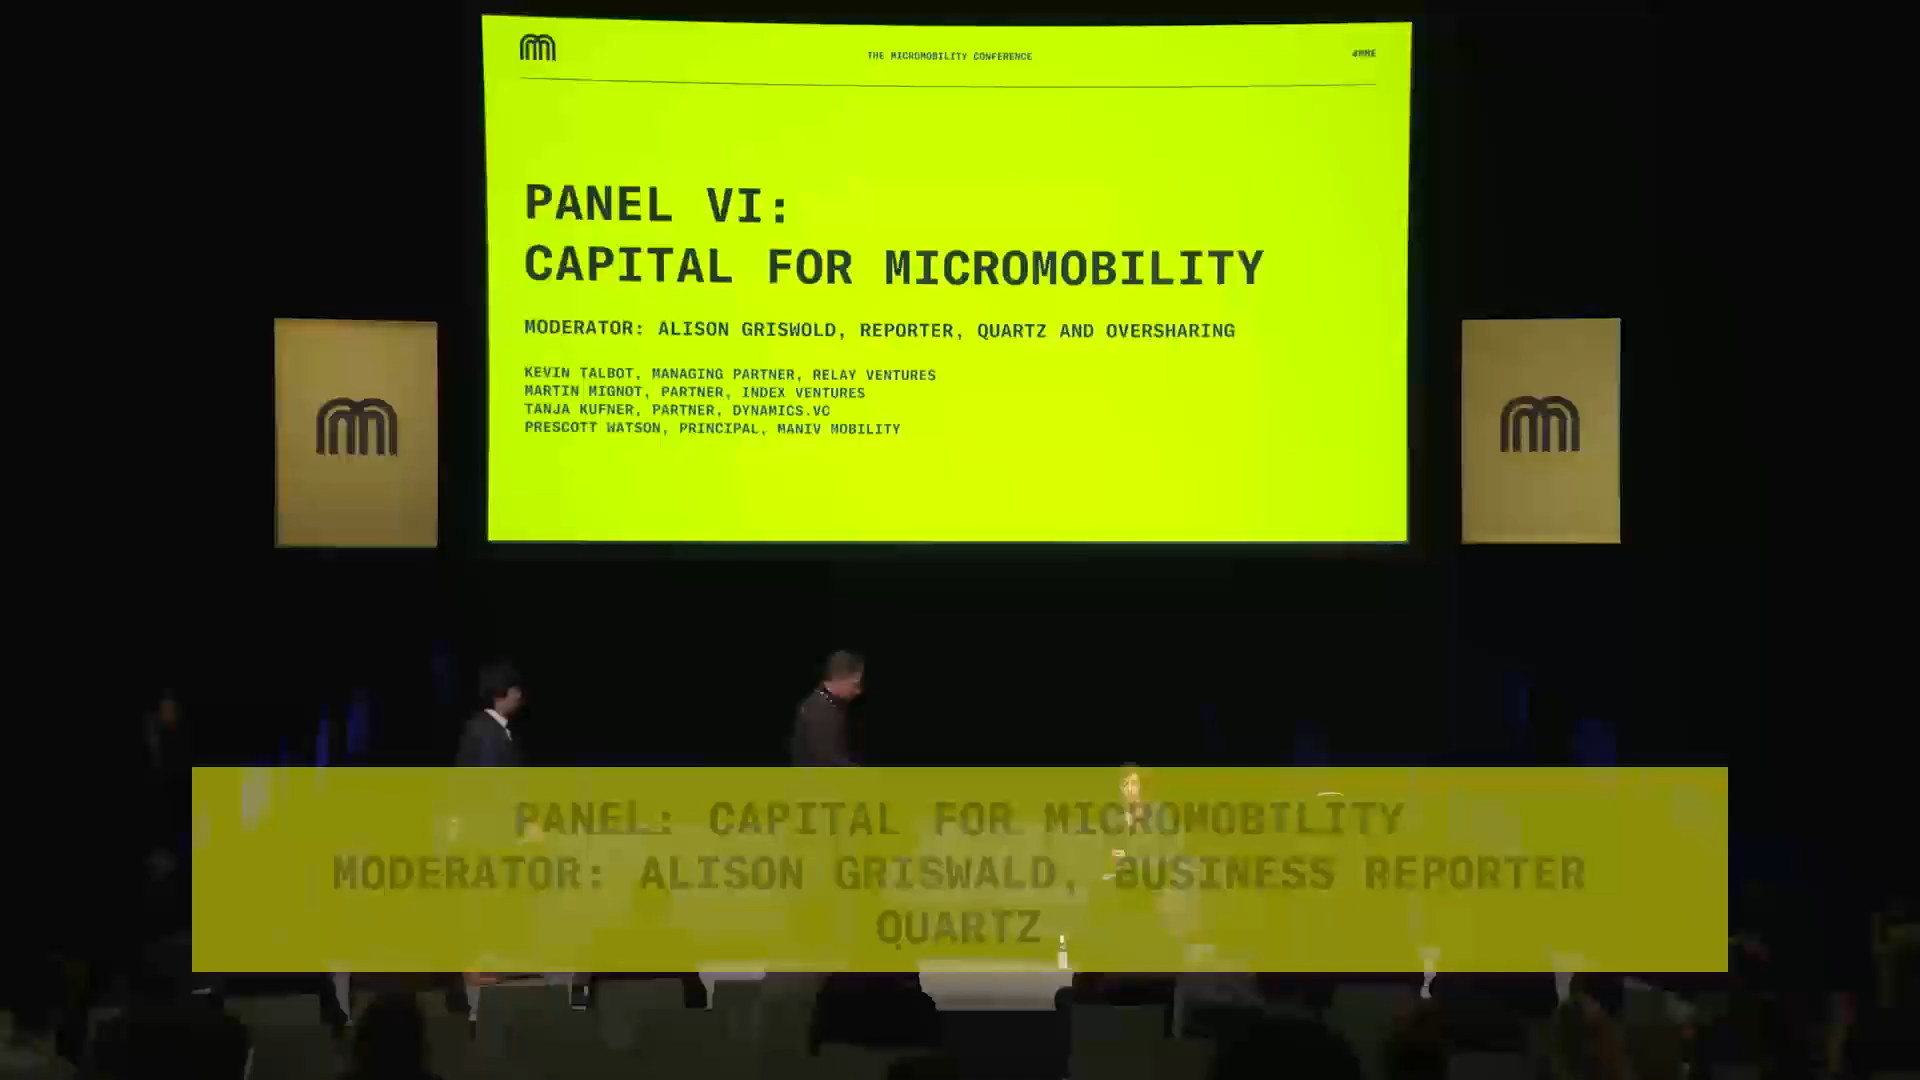 THE MICROMOBILITY CONFERENCE
#MME
PANEL VI:
CAPITAL FOR MICROMOBILITY
MODERATOR: ALISON GRISWOLD, REPORTER, QUARTZ AND OVERSHARING
KEVIN TALBOT, MANAGING PARTNER, RELAY VENTURES
MARTIN MIGNOT, PARTNER, INDEX VENTURES
TANJA KUFNER, PARTNER, DYNAMICS.VC
PRESCOTT WATSON, PRINCIPAL, MANIV MOBILITY
PANEL: CAPITAL FOR MICROMOBILITY
MODERATOR: ALISON GRISWALD, BUSINESS REPORTER
QUARTZ